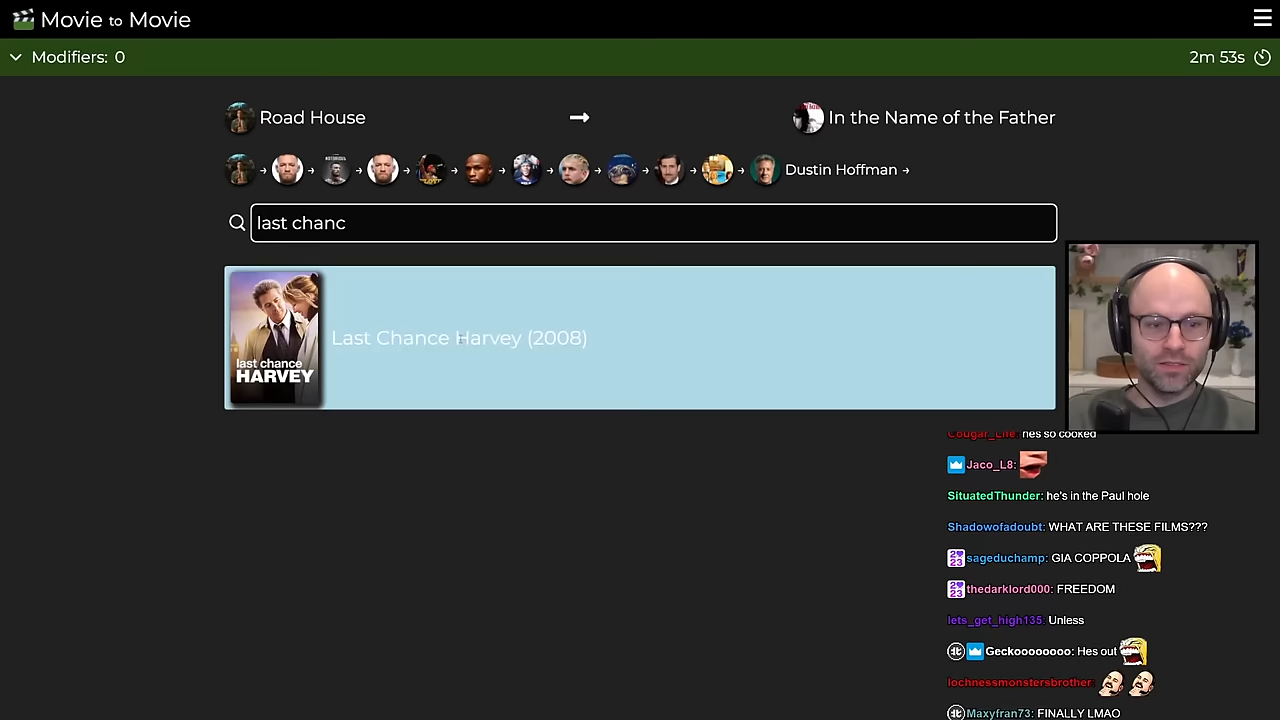 Movie to Movie
Modifiers: 0
2m 53s
Road House
In the Name of the Father
Dustin Hoffman
last chanc
last chance
HARVEY
Last Chance Harvey (2008)
Cougar_Life: hes so cooked
Jaco_L8:
SituatedThunder: he's in the Paul hole
Shadowofadoubt: WHAT ARE THESE FILMS???
sageduchamp: GIA COPPOLA
thedarklord000: FREEDOM
lets_get_high135: Unless
Geckoooooooo: Hes out
lochnessmonstersbrother:
Maxyfran73: FINALLY LMAO